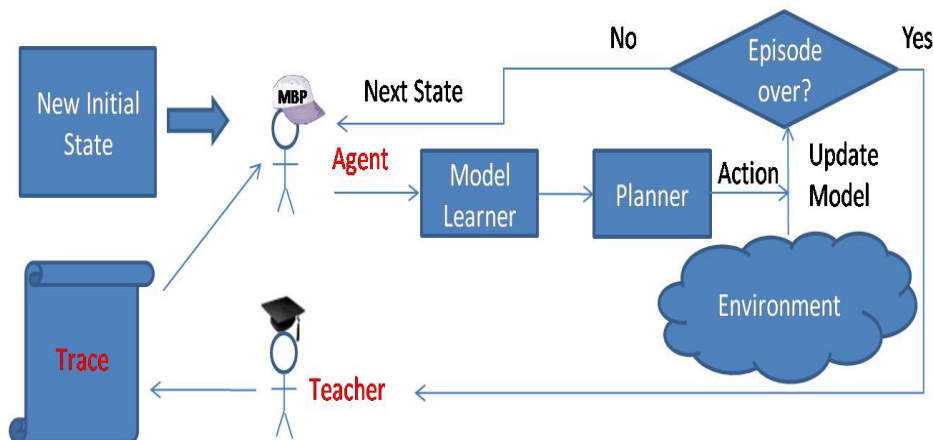 No
Yes
Episode
over?
New Initial
State
MBP
Next State
Agent
Model
Learner
Planner
Action
Update
Model
Environment
Trace
Teacher